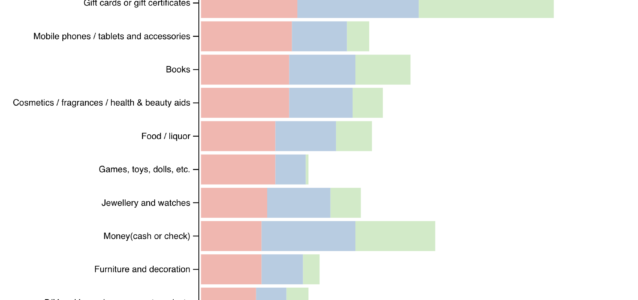 Gift cards or gift certificates
Mobile phones / tablets and accessories
Books
Cosmetics / fragrances / health & beauty aids
Food / liquor
Games, toys, dolls, etc.
Jewellery and watches
Money(cash or check)
Furniture and decoration